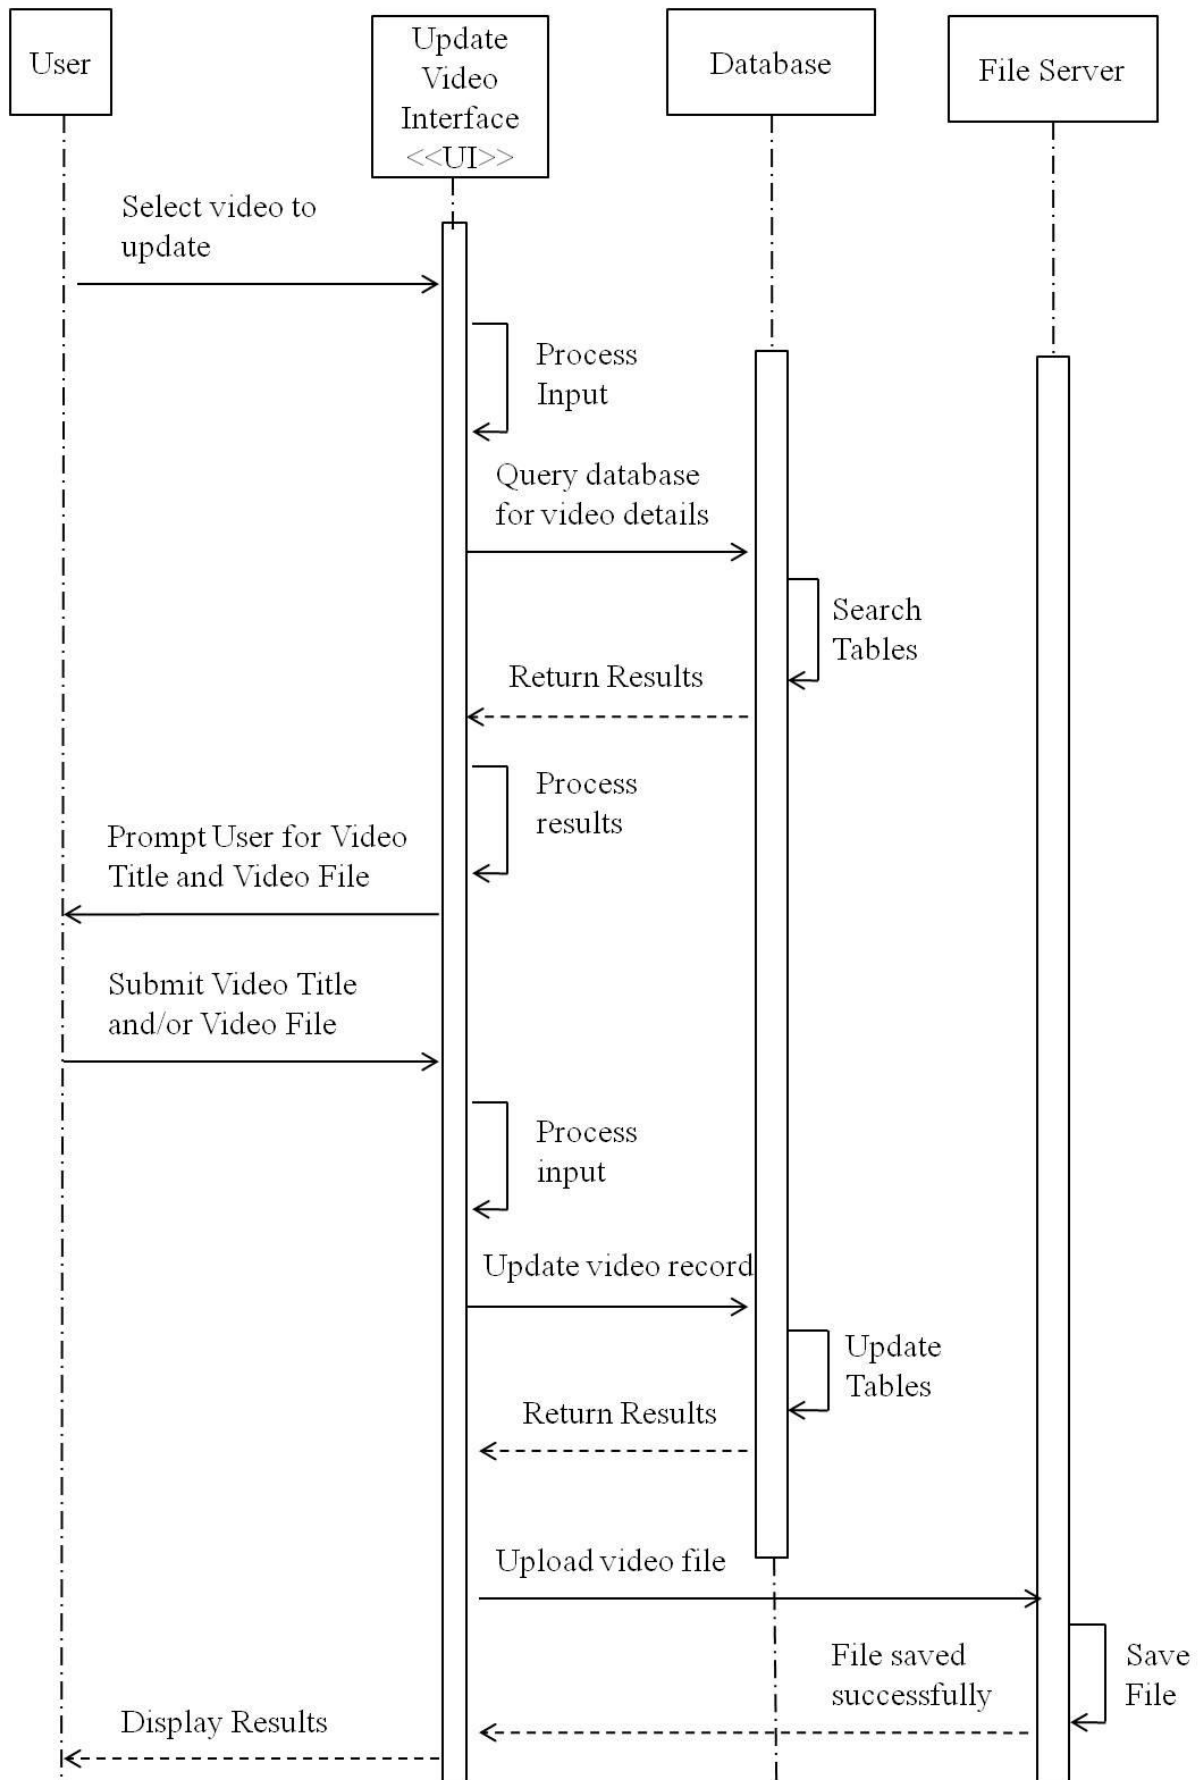 User
Update
Video
Interface
<<UI>>
Database
File Server
Select video to
update
Process
Input
Query database
for video details
Search
Tables
Return Results
Process
results
Prompt User for Video
Title and Video File
Submit Video Title
and/or Video File
Process
input
Update video record
Update
Tables
Return Results
Upload video file
File saved
successfully
Save
File
Display Results